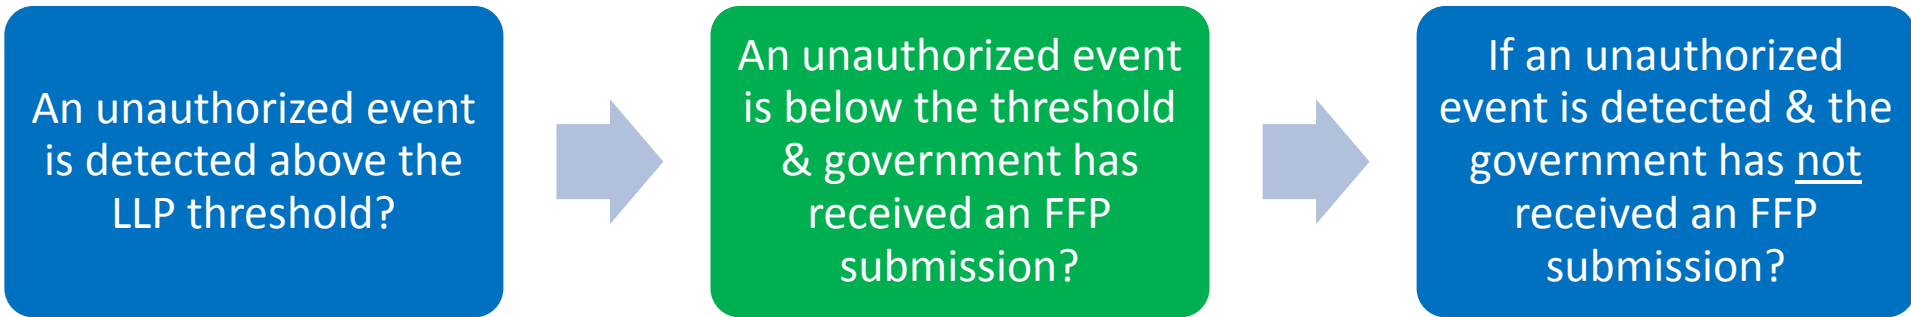 An unauthorized event
is detected above the
LLP threshold?
An unauthorized event
is below the threshold
& government has
received an FFP
submission?
If an unauthorized
event is detected & the
government has not
received an FFP
submission?